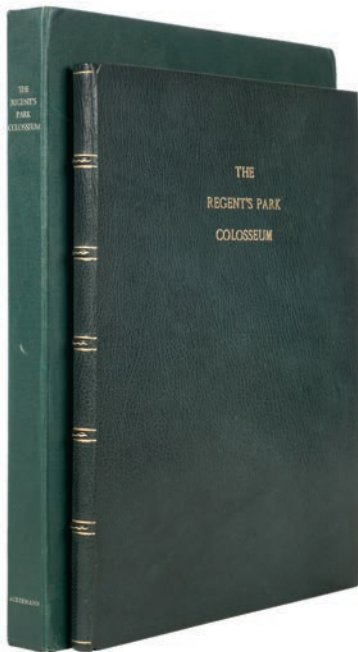 THE
REGENT'S
PARK
COLOSSEUM
ACKERMANN
THE
REGENT'S PARK
COLOSSEUM